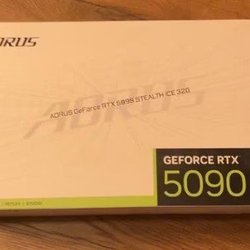 AORUS
AORUS GeForce RTX 5090 STEALTH ICE 32G
AORUS
GEFORCE RTX
5090